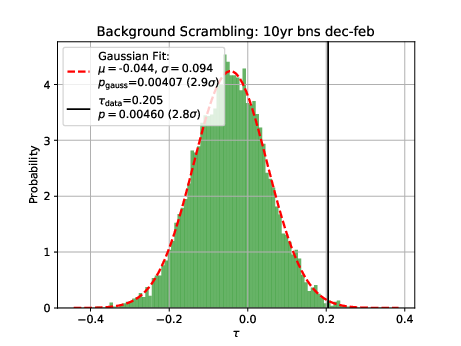 Background Scrambling: 10yr bns dec-feb
Gaussian Fit:
μ = -0.044, σ = 0.094
p_gauss=0.00407 (2.9σ)
τ_data=0.205
p = 0.00460 (2.8σ)
Probability
4
3
2
1
0
−0.4 −0.2 0.0 0.2 0.4
τ